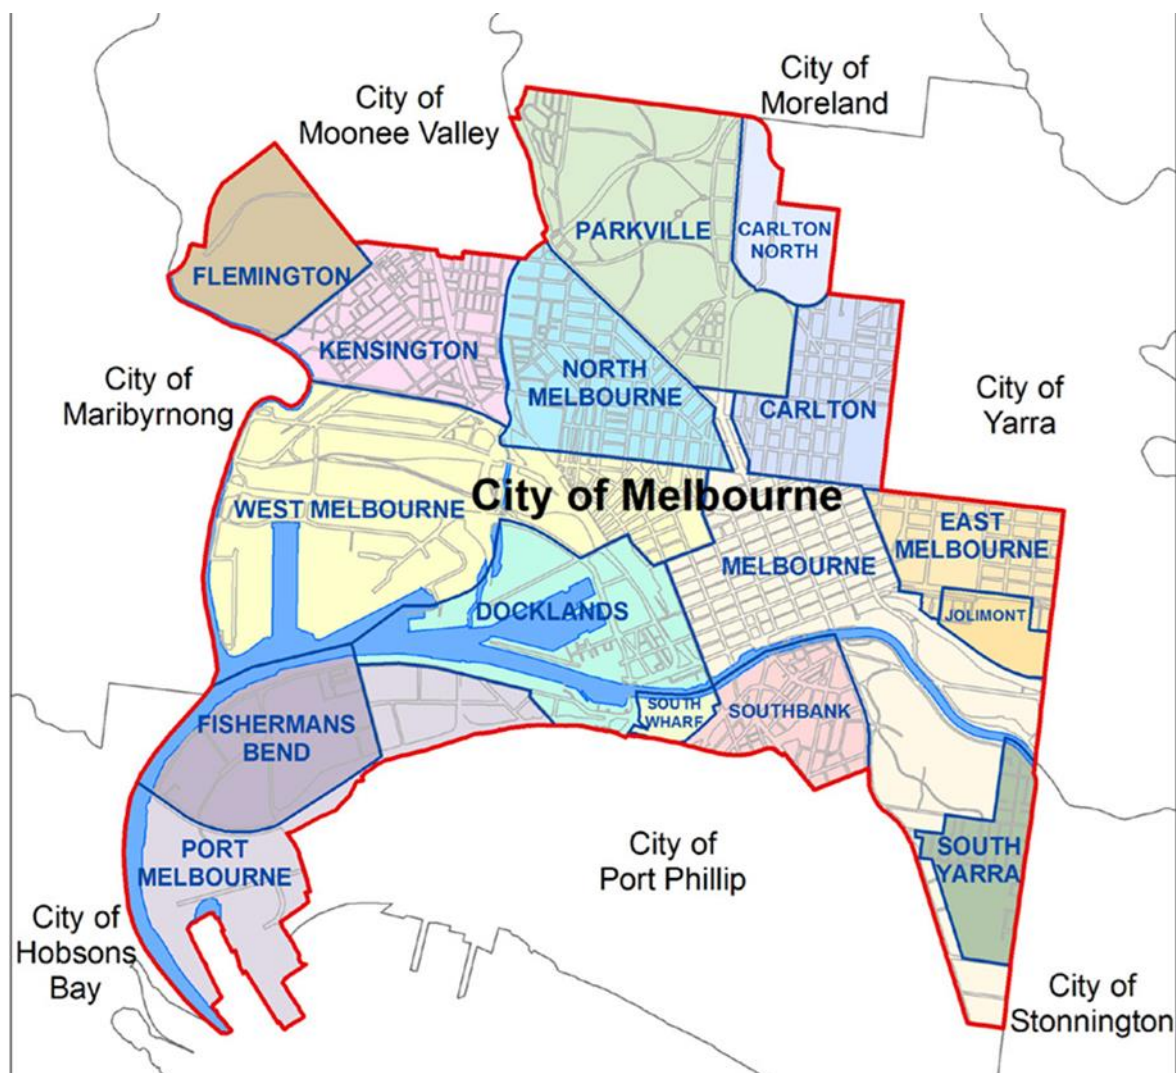 City of
Moreland
City of
Moonee Valley
PARKVILLE
CARLTON
NORTH
FLEMINGTON
KENSINGTON
NORTH
MELBOURNE
CARLTON
City of
Maribyrnong
City of
Yarra
City of Melbourne
WEST MELBOURNE
EAST
MELBOURNE
MELBOURNE
DOCKLANDS
JOLIMONT
FISHERMANS
BEND
SOUTH
WHARF
SOUTHBANK
PORT
MELBOURNE
City of
Port Phillip
SOUTH
YARRA
City of
Hobsons
Bay
City of
Stonnington